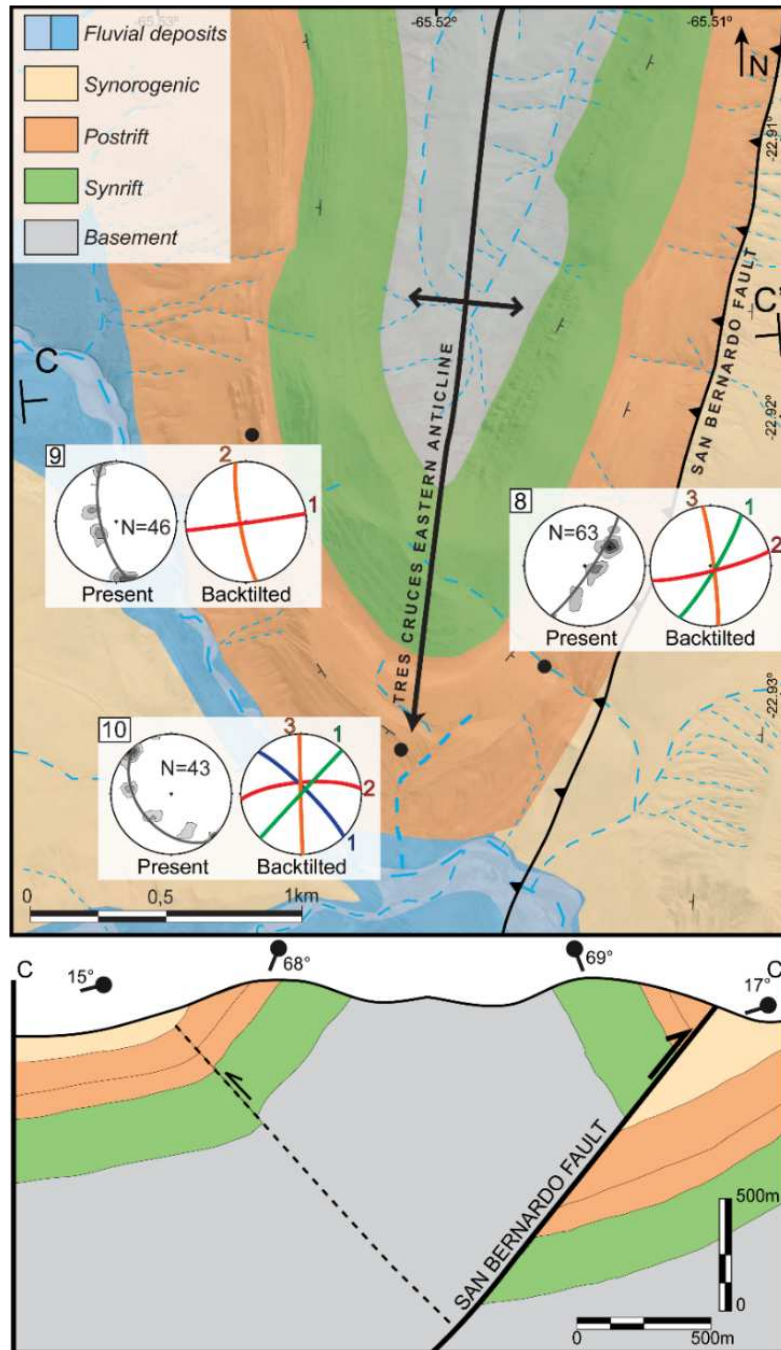 -65.53°
-65.52°
-65.51°
Fluvial deposits
Synorogenic
Postrift
Synrift
Basement
N
-22.91°
SAN BERNARDO FAULT
C'
C
-22.92°
TRES CRUCES EASTERN ANTICLINE
9
N=46
2
1
Present
Backtilted
8
N=63
3
1
2
Present
Backtilted
-22.93°
10
N=43
3
1
2
1
Present
Backtilted
0
0,5
1km
C
15°
68°
69°
17°
C'
SAN BERNARDO FAULT
500m
0
0
500m